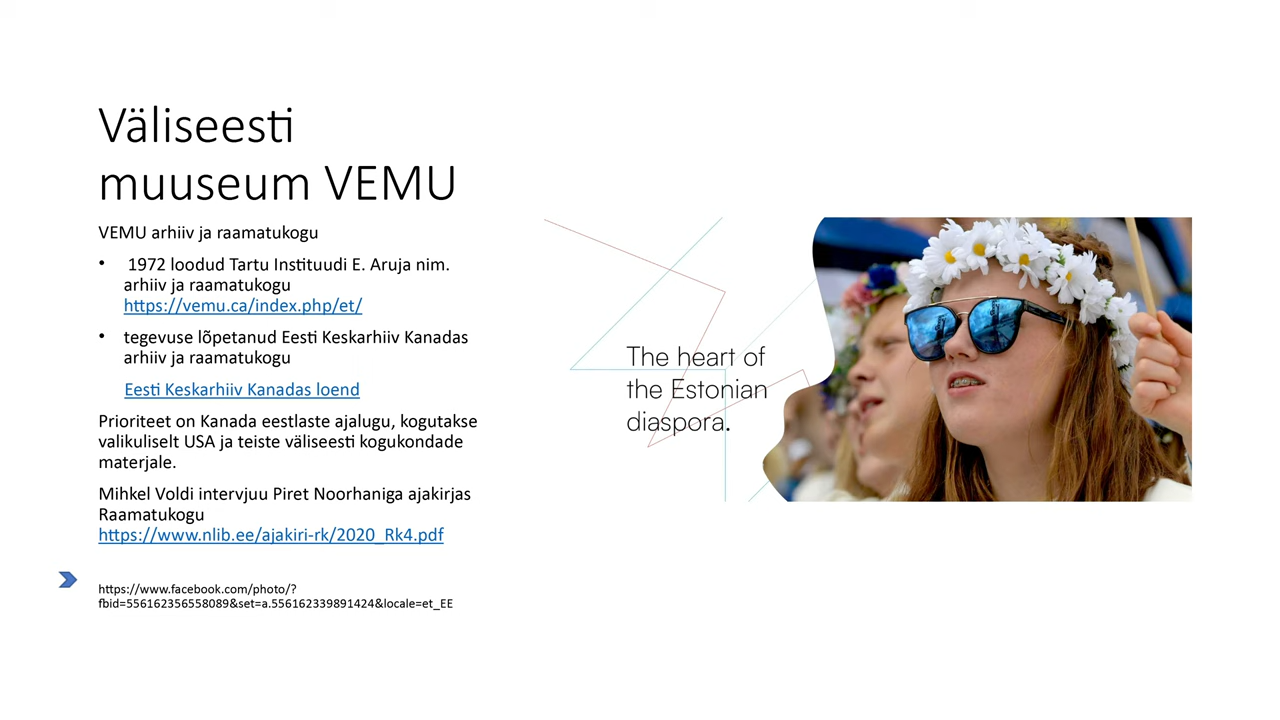 Väliseesti
muuseum VEMU
VEMU arhiiv ja raamatukogu
• 1972 loodud Tartu Instituudi E. Aruja nim.
arhiiv ja raamatukogu
https://vemu.ca/index.php/et/
• tegevuse lõpetanud Eesti Keskarhiiv Kanadas
arhiiv ja raamatukogu
Eesti Keskarhiiv Kanadas loend
Prioriteet on Kanada eestlaste ajalugu, kogutakse
valikuliselt USA ja teiste väliseesti kogukondade
materjale.
Mihkel Voldi intervjuu Piret Noorhaniga ajakirjas
Raamatukogu
https://www.nlib.ee/ajakiri-rk/2020_Rk4.pdf
https://www.facebook.com/photo/?
fbid=556162356558089&set=a.556162339891424&locale=et_EE
The heart of
the Estonian
diaspora.